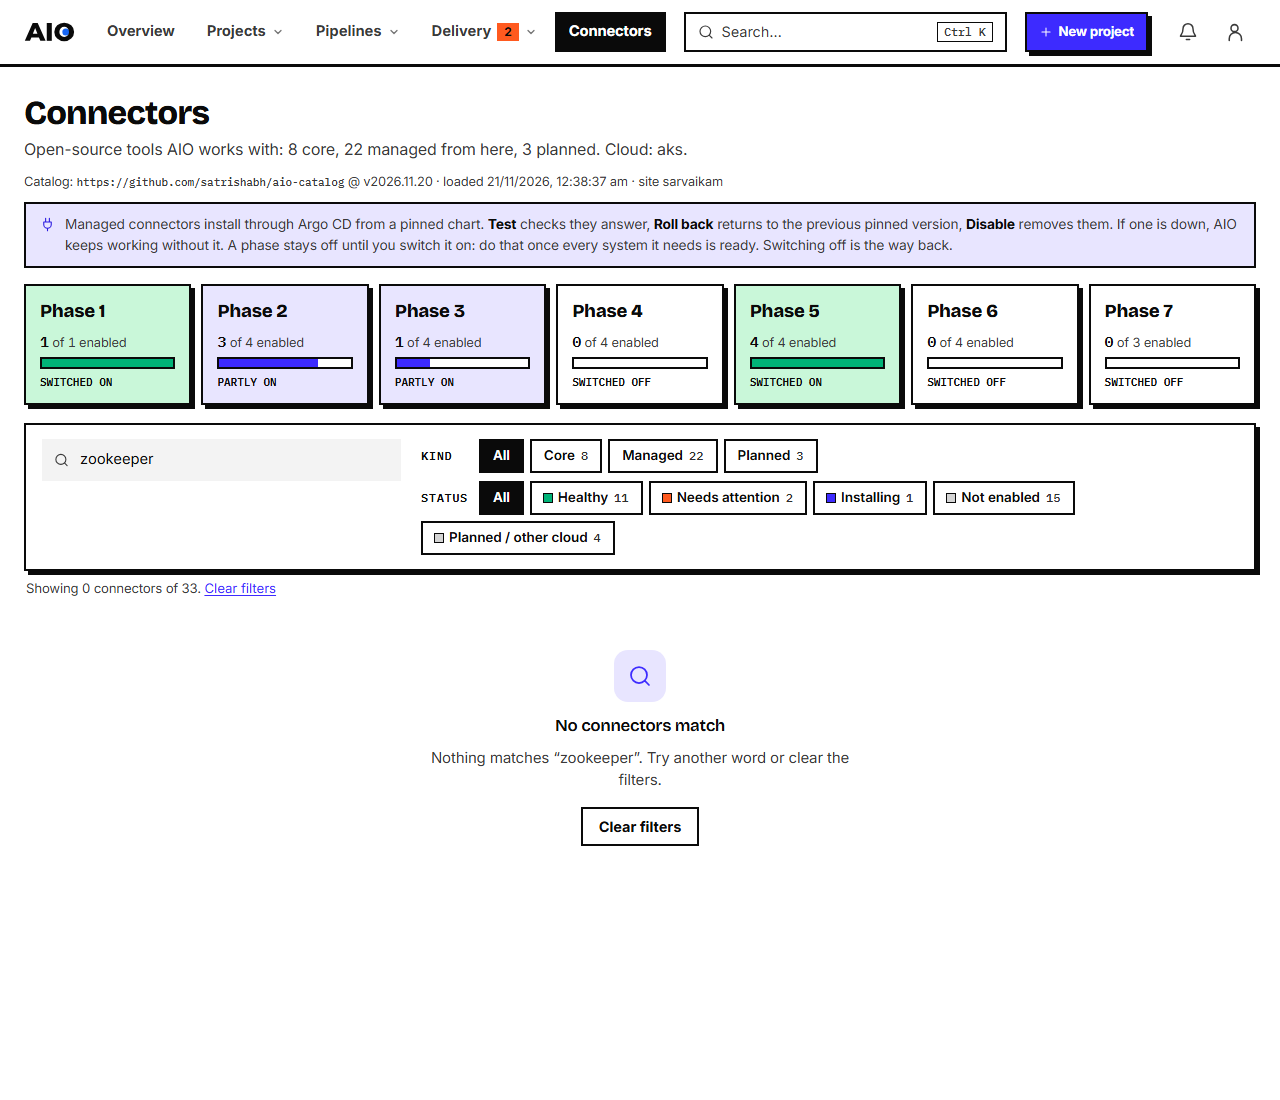 AIO
Overview
Projects
Pipelines
Delivery 2
Connectors
Search...
Ctrl K
+ New project
Connectors
Open-source tools AIO works with: 8 core, 22 managed from here, 3 planned. Cloud: aks.
Catalog: https://github.com/satrishabh/aio-catalog @ v2026.11.20 · loaded 21/11/2026, 12:38:37 am · site sarvaikam
Managed connectors install through Argo CD from a pinned chart. Test checks they answer, Roll back returns to the previous pinned version, Disable removes them. If one is down, AIO
keeps working without it. A phase stays off until you switch it on: do that once every system it needs is ready. Switching off is the way back.
Phase 1
1 of 1 enabled
SWITCHED ON
Phase 2
3 of 4 enabled
PARTLY ON
Phase 3
1 of 4 enabled
PARTLY ON
Phase 4
0 of 4 enabled
SWITCHED OFF
Phase 5
4 of 4 enabled
SWITCHED ON
Phase 6
0 of 4 enabled
SWITCHED OFF
Phase 7
0 of 3 enabled
SWITCHED OFF
zookeeper
KIND All Core 8 Managed 22 Planned 3
STATUS All Healthy 11 Needs attention 2 Installing 1 Not enabled 15
Planned / other cloud 4
Showing 0 connectors of 33. Clear filters
No connectors match
Nothing matches “zookeeper”. Try another word or clear the
filters.
Clear filters